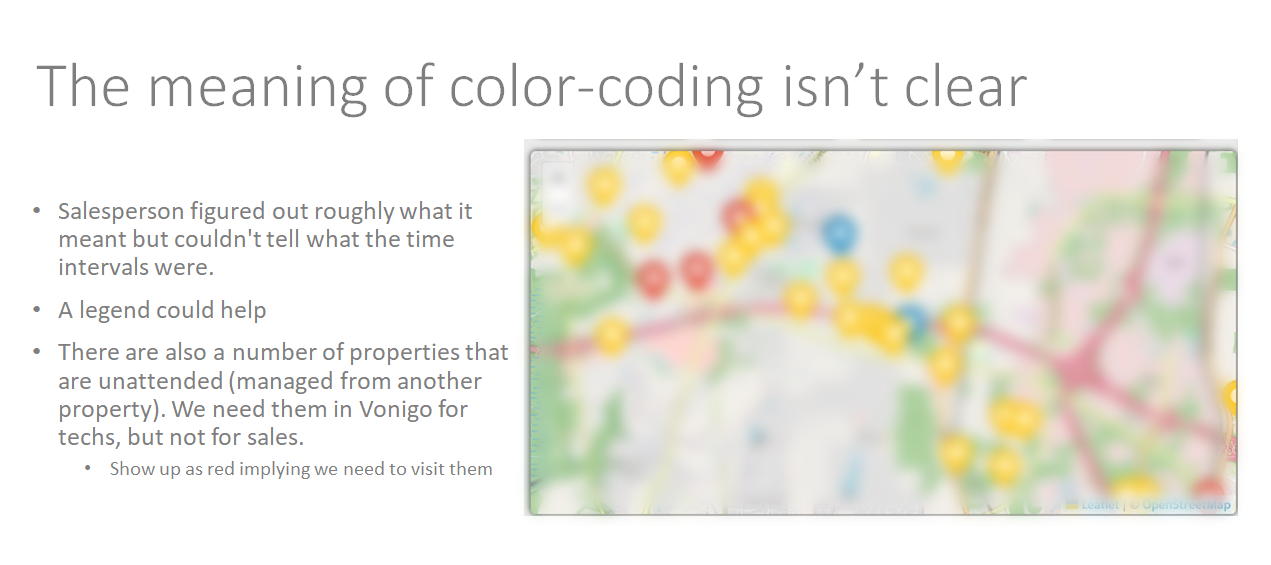 The meaning of color-coding isn't clear
• Salesperson figured out roughly what it
meant but couldn't tell what the time
intervals were.
• A legend could help
• There are also a number of properties that
are unattended (managed from another
property). We need them in Vonigo for
techs, but not for sales.
• Show up as red implying we need to visit them
Leaflet | © OpenStreetMap